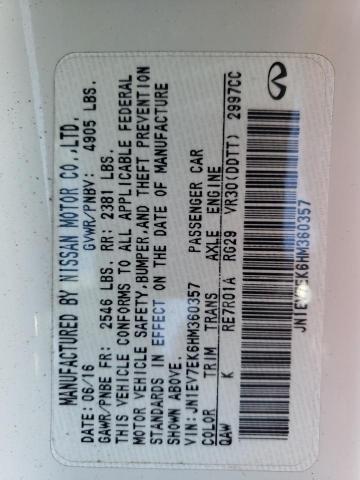 MANUFACTURED BY NISSAN MOTOR CO.,LTD.
DATE: 06/16 GVWR/PNBV: 4905 LBS.
GAWR/PNBE FR: 2546 LBS. RR: 2381 LBS.
THIS VEHICLE CONFORMS TO ALL APPLICABLE FEDERAL
MOTOR VEHICLE SAFETY,BUMPER,AND THEFT PREVENTION
STANDARDS IN EFFECT ON THE DATE OF MANUFACTURE
SHOWN ABOVE.
VIN: JN1EV7EK6HM360357 PASSENGER CAR
COLOR TRIM TRANS AXLE ENGINE
QAW K RE7R01A RG29 VR30(DDTT) 2997CC
JN1EV7EK6HM360357